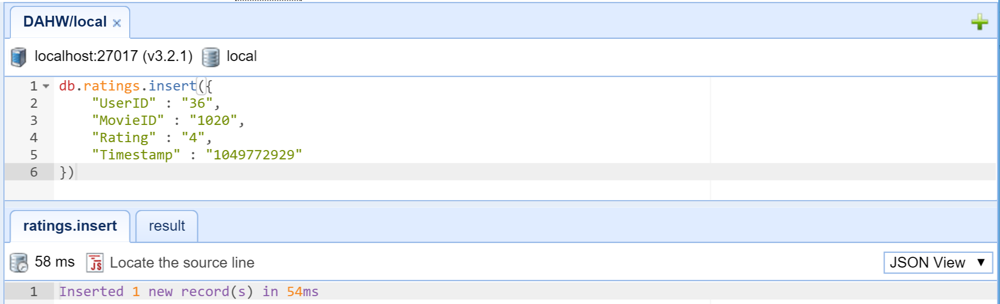 DAHW/local ×
localhost:27017 (v3.2.1) local
1 db.ratings.insert({
2 "UserID" : "36",
3 "MovieID" : "1020",
4 "Rating" : "4",
5 "Timestamp" : "1049772929"
6 })
ratings.insert result
58 ms JS Locate the source line JSON View ▼
1 Inserted 1 new record(s) in 54ms